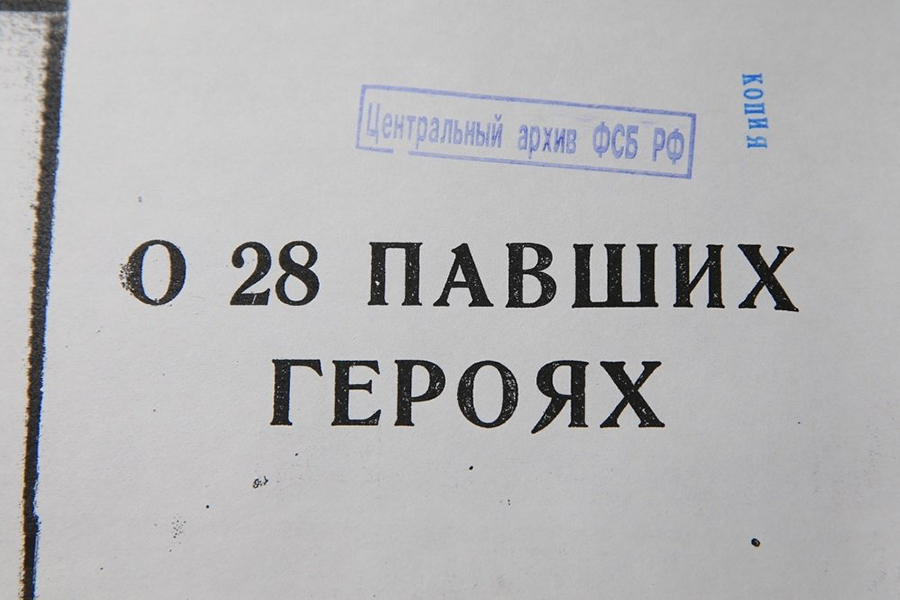 Центральный архив ФСБ РФ
КОПИЯ
О 28 ПАВШИХ
ГЕРОЯХ